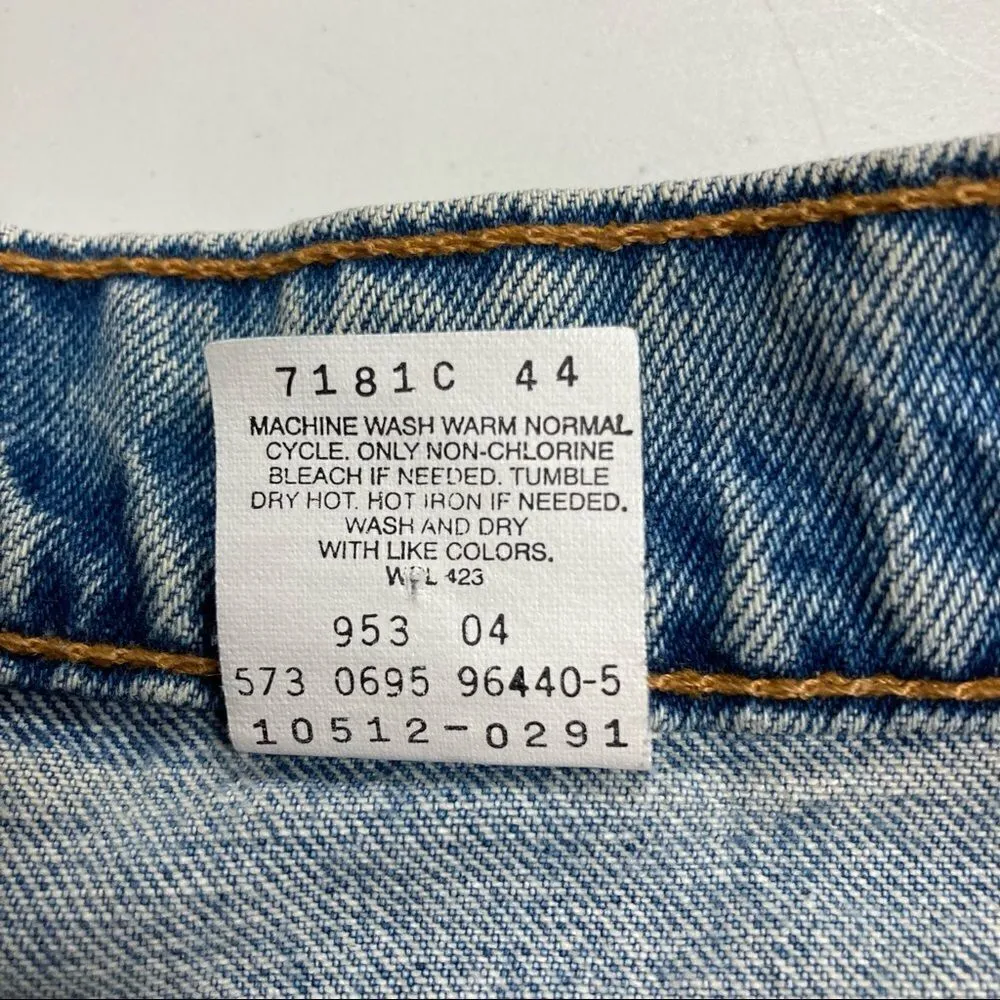 7181C 44
MACHINE WASH WARM NORMAL
CYCLE. ONLY NON-CHLORINE
BLEACH IF NEEDED. TUMBLE
DRY HOT. HOT IRON IF NEEDED.
WASH AND DRY
WITH LIKE COLORS.
WPL 423
953 04
573 0695 96440-5
10512-0291